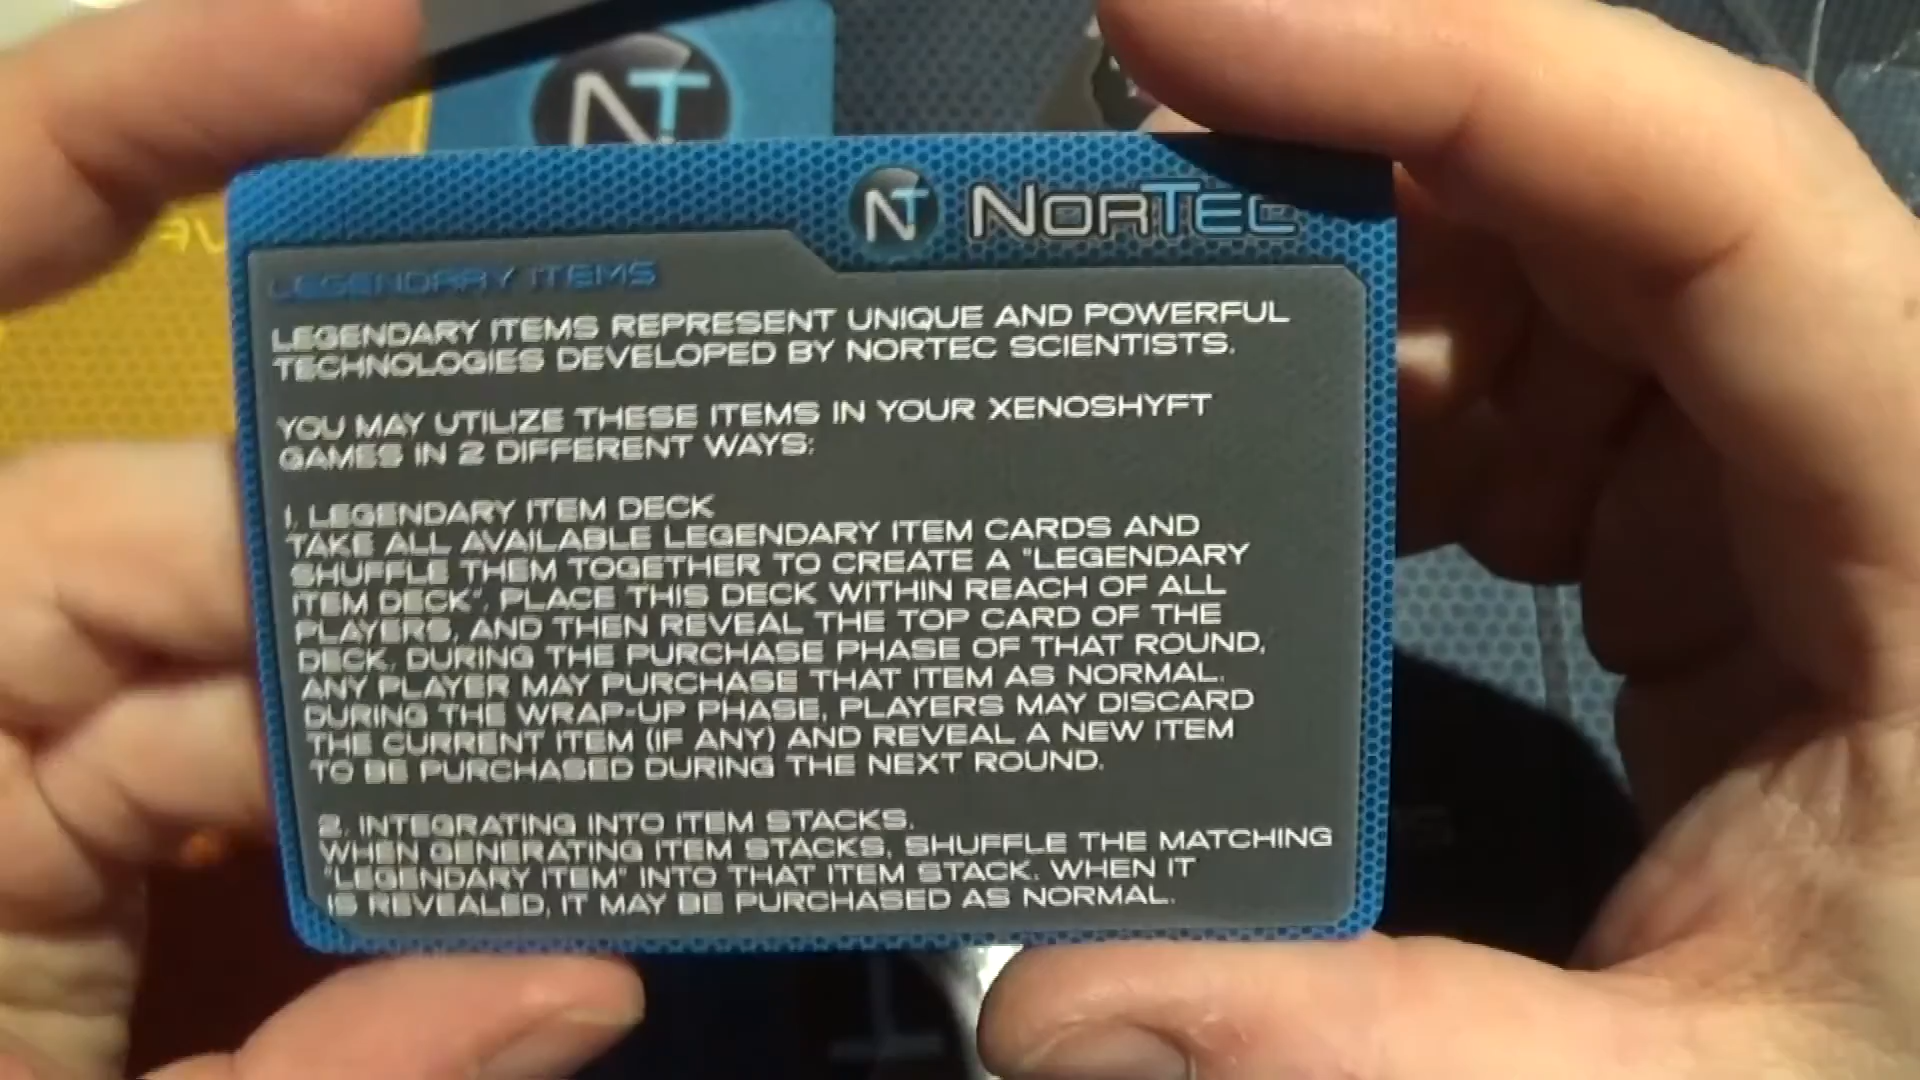 NT
NT NORTEC
LEGENDARY ITEMS
LEGENDARY ITEMS REPRESENT UNIQUE AND POWERFUL
TECHNOLOGIES DEVELOPED BY NORTEC SCIENTISTS.
YOU MAY UTILIZE THESE ITEMS IN YOUR XENOSHYFT
GAMES IN 2 DIFFERENT WAYS:
1. LEGENDARY ITEM DECK
TAKE ALL AVAILABLE LEGENDARY ITEM CARDS AND
SHUFFLE THEM TOGETHER TO CREATE A "LEGENDARY
ITEM DECK". PLACE THIS DECK WITHIN REACH OF ALL
PLAYERS, AND THEN REVEAL THE TOP CARD OF THE
DECK. DURING THE PURCHASE PHASE OF THAT ROUND,
ANY PLAYER MAY PURCHASE THAT ITEM AS NORMAL.
DURING THE WRAP-UP PHASE, PLAYERS MAY DISCARD
THE CURRENT ITEM (IF ANY) AND REVEAL A NEW ITEM
TO BE PURCHASED DURING THE NEXT ROUND.
2. INTEGRATING INTO ITEM STACKS.
WHEN GENERATING ITEM STACKS, SHUFFLE THE MATCHING
"LEGENDARY ITEM" INTO THAT ITEM STACK. WHEN IT
IS REVEALED, IT MAY BE PURCHASED AS NORMAL.